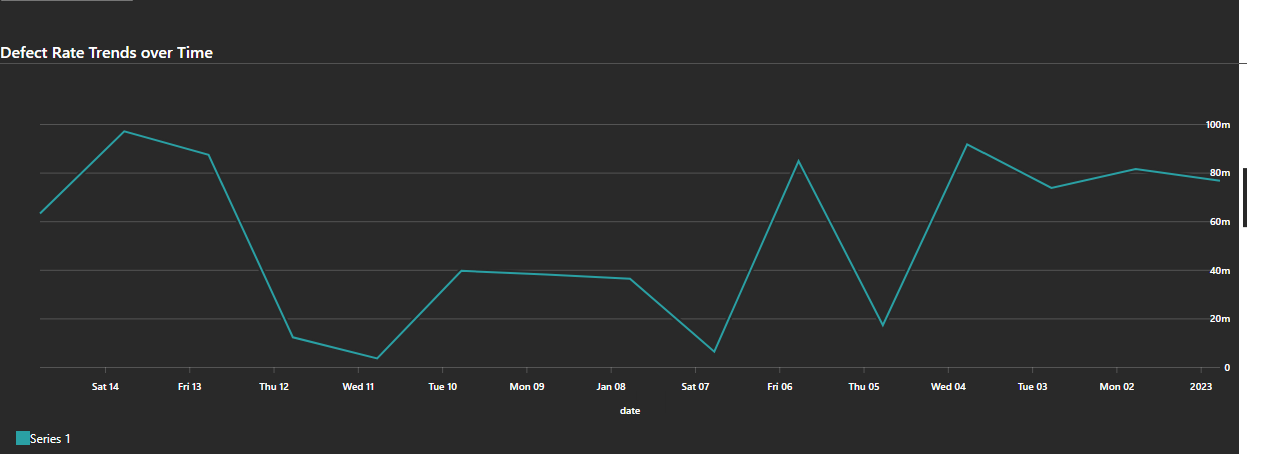 Defect Rate Trends over Time
100m
80m
60m
40m
20m
0
Sat 14 Fri 13 Thu 12 Wed 11 Tue 10 Mon 09 Jan 08 Sat 07 Fri 06 Thu 05 Wed 04 Tue 03 Mon 02 2023
date
Series 1